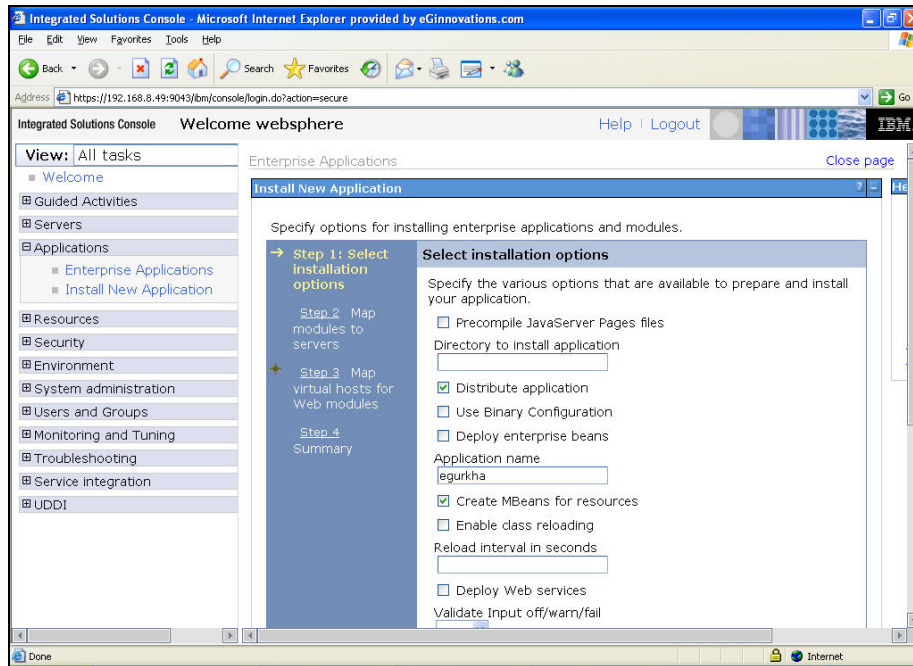 Integrated Solutions Console - Microsoft Internet Explorer provided by eGinnovations.com
File Edit View Favorites Tools Help
Back Search Favorites
Address https://192.168.8.49:9043/ibm/console/login.do?action=secure Go
Integrated Solutions Console Welcome websphere Help Logout IBM
View: All tasks
Welcome
Guided Activities
Servers
Applications
Enterprise Applications
Install New Application
Resources
Security
Environment
System administration
Users and Groups
Monitoring and Tuning
Troubleshooting
Service integration
UDDI
Enterprise Applications Close page
Install New Application ? He
Specify options for installing enterprise applications and modules.
Step 1: Select
installation
options
Step 2 Map
modules to
servers
Step 3 Map
virtual hosts for
Web modules
Step 4
Summary
Select installation options
Specify the various options that are available to prepare and install
your application.
Precompile JavaServer Pages files
Directory to install application
Distribute application
Use Binary Configuration
Deploy enterprise beans
Application name
egurkha
Create MBeans for resources
Enable class reloading
Reload interval in seconds
Deploy Web services
Validate Input off/warn/fail
Done Internet